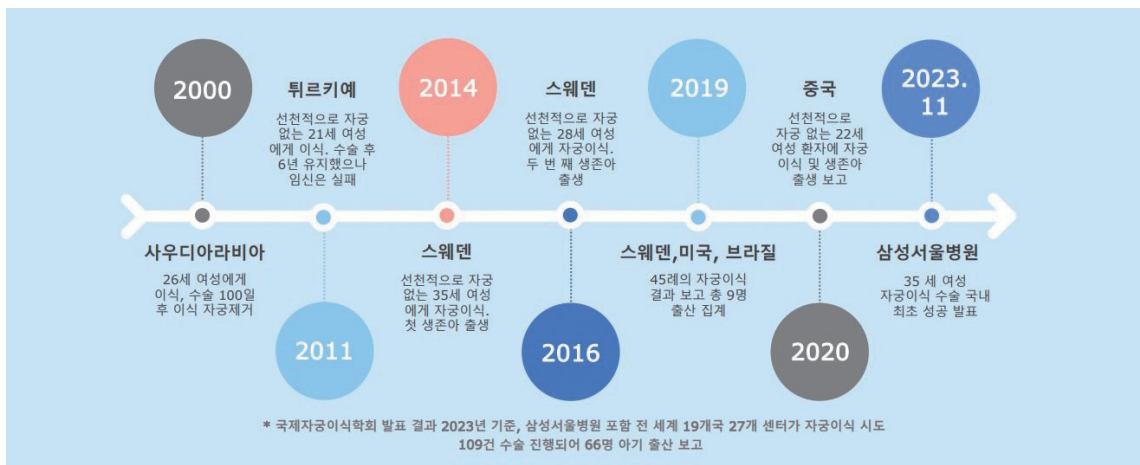 2000
사우디아라비아
26세 여성에게
이식, 수술 100일
후 이식 자궁제거
튀르키예
선천적으로 자궁
없는 21세 여성
에게 이식. 수술 후
6년 유지했으나
임신은 실패
2011
2014
스웨덴
선천적으로 자궁
없는 35세 여성
에게 자궁이식.
첫 생존아 출생
스웨덴
선천적으로 자궁
없는 28세 여성
에게 자궁이식.
두 번 째 생존아
출생
2016
2019
스웨덴,미국, 브라질
45례의 자궁이식
결과 보고 총 9명
출산 집계
중국
선천적으로
자궁 없는 22세
여성 환자에 자궁
이식 및 생존아
출생 보고
2020
2023.
11
삼성서울병원
35 세 여성
자궁이식 수술 국내
최초 성공 발표
* 국제자궁이식학회 발표 결과 2023년 기준, 삼성서울병원 포함 전 세계 19개국 27개 센터가 자궁이식 시도
109건 수술 진행되어 66명 아기 출산 보고